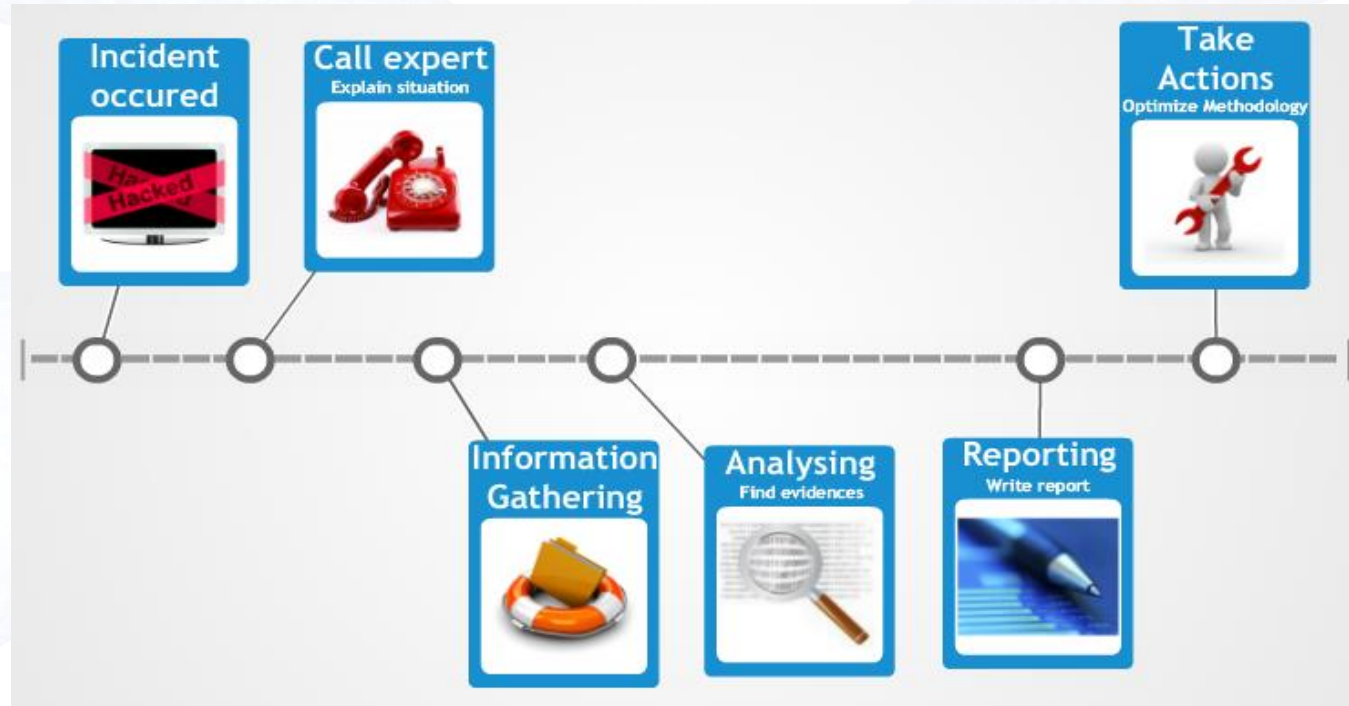 Incident
occured
Hacked
Call expert
Explain situation
Information
Gathering
Analysing
Find evidences
Reporting
Write report
Take
Actions
Optimize Methodology